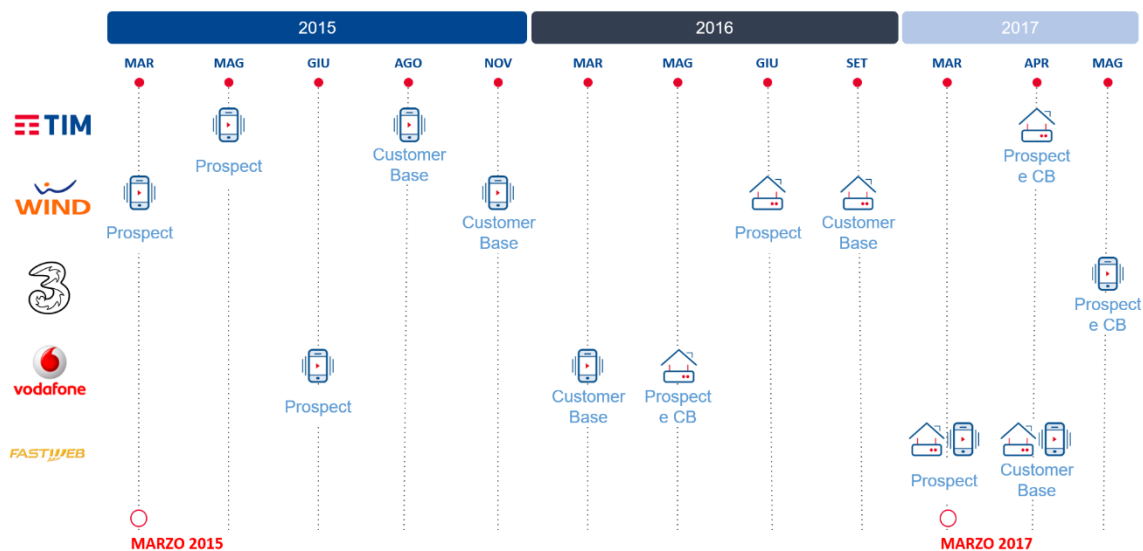 2015
2016
2017
MAR
MAG
GIU
AGO
NOV
MAR
MAG
GIU
SET
MAR
APR
MAG
TIM
Prospect
Customer
Base
Prospect
e CB
WIND
Prospect
Customer
Base
Prospect
Customer
Base
3
Prospect
e CB
vodafone
Prospect
Customer
Base
Prospect
e CB
FASTWEB
Prospect
Customer
Base
MARZO 2015
MARZO 2017